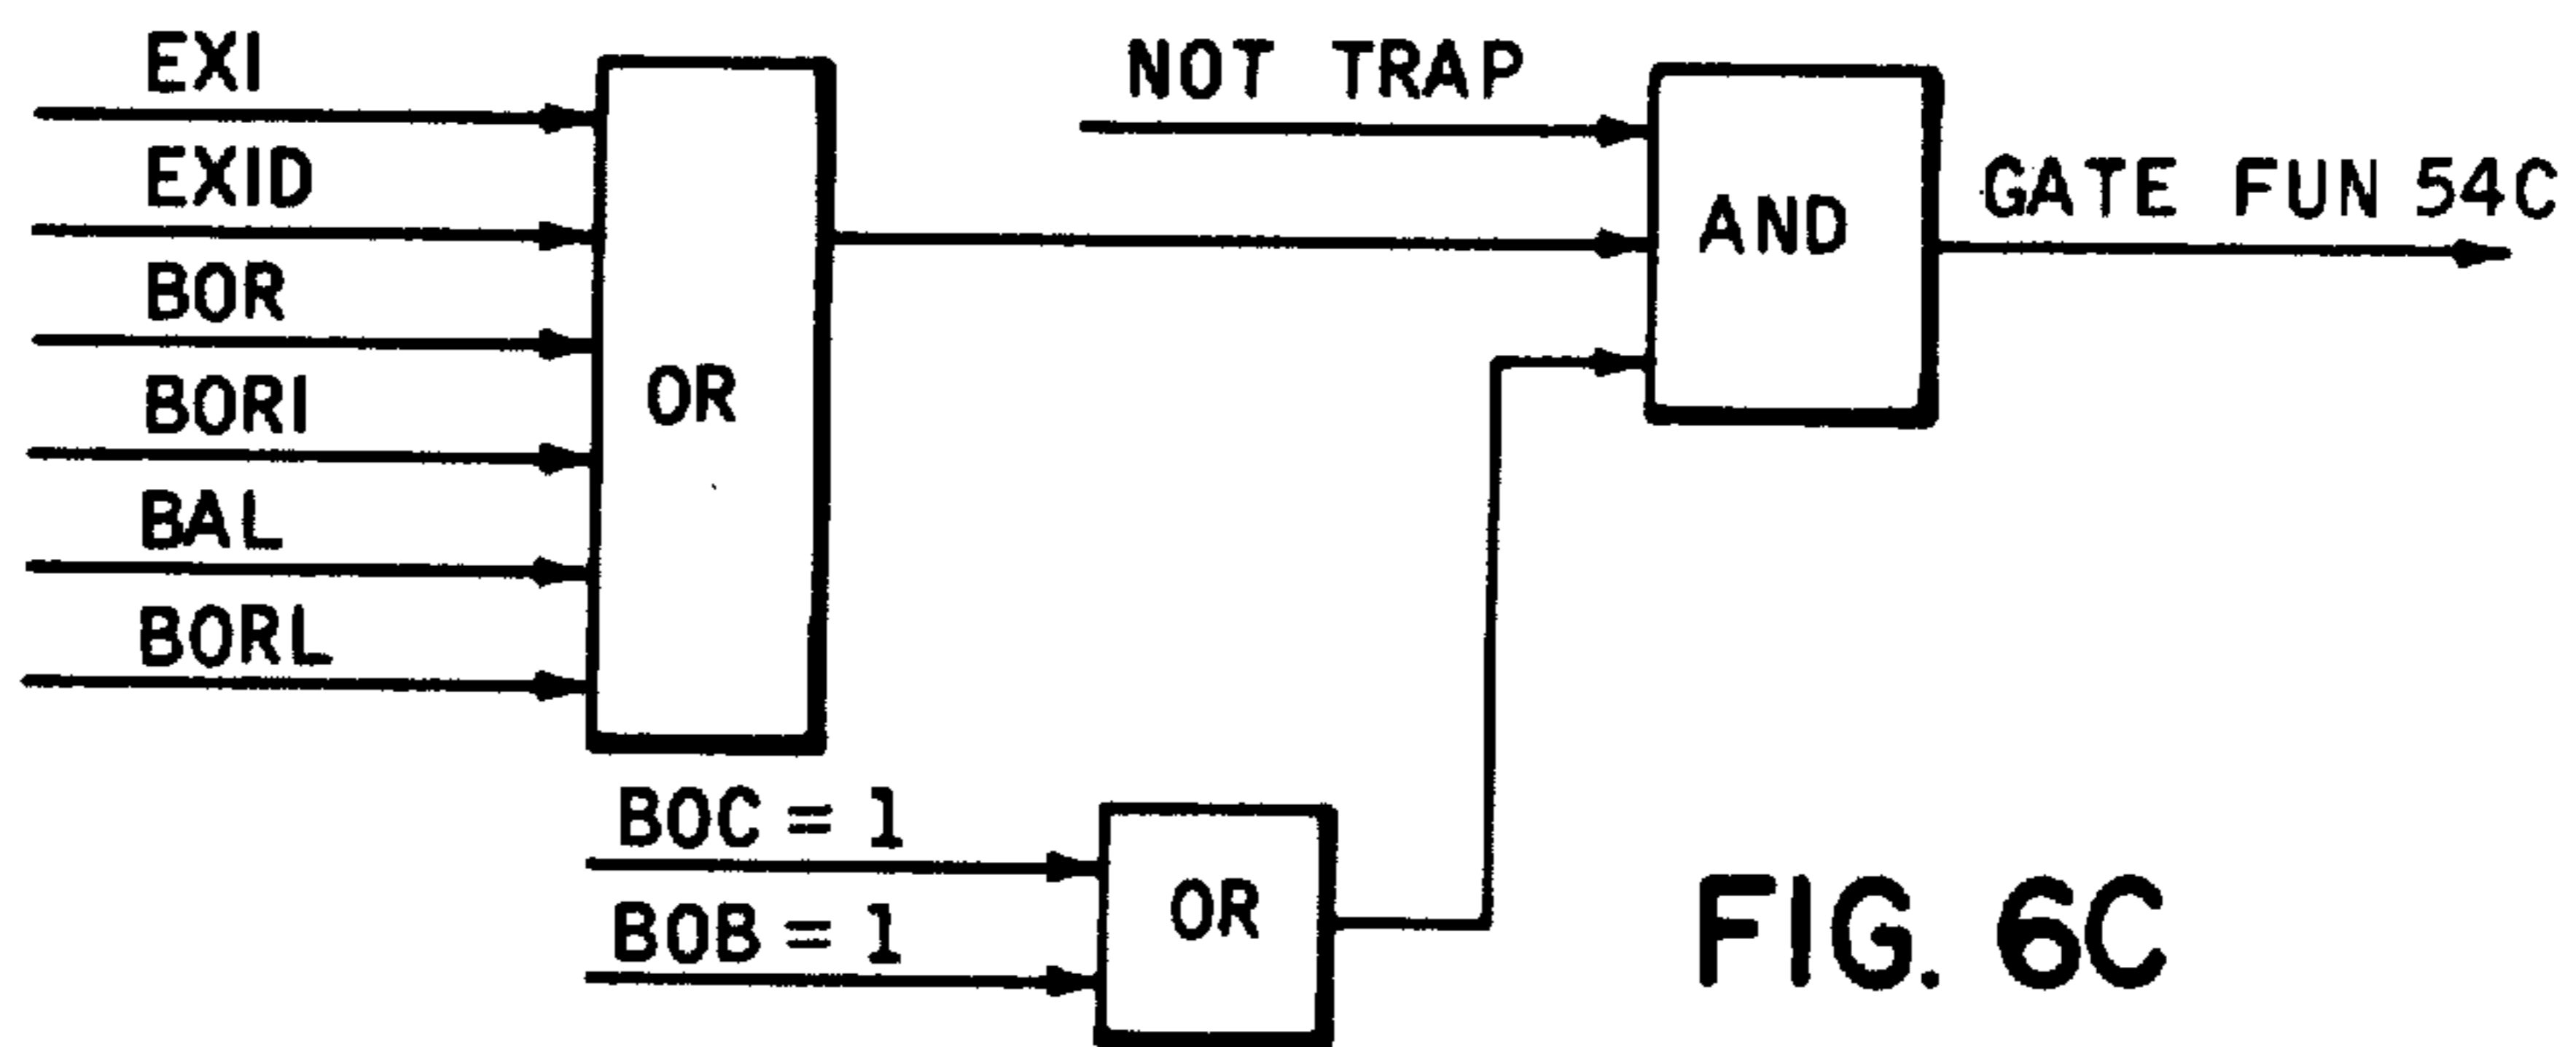 EXI
EXID
BOR
BORI
BAL
BORL
OR
NOT TRAP
AND
GATE FUN 54C
BOC = 1
BOB = 1
OR
FIG. 6C